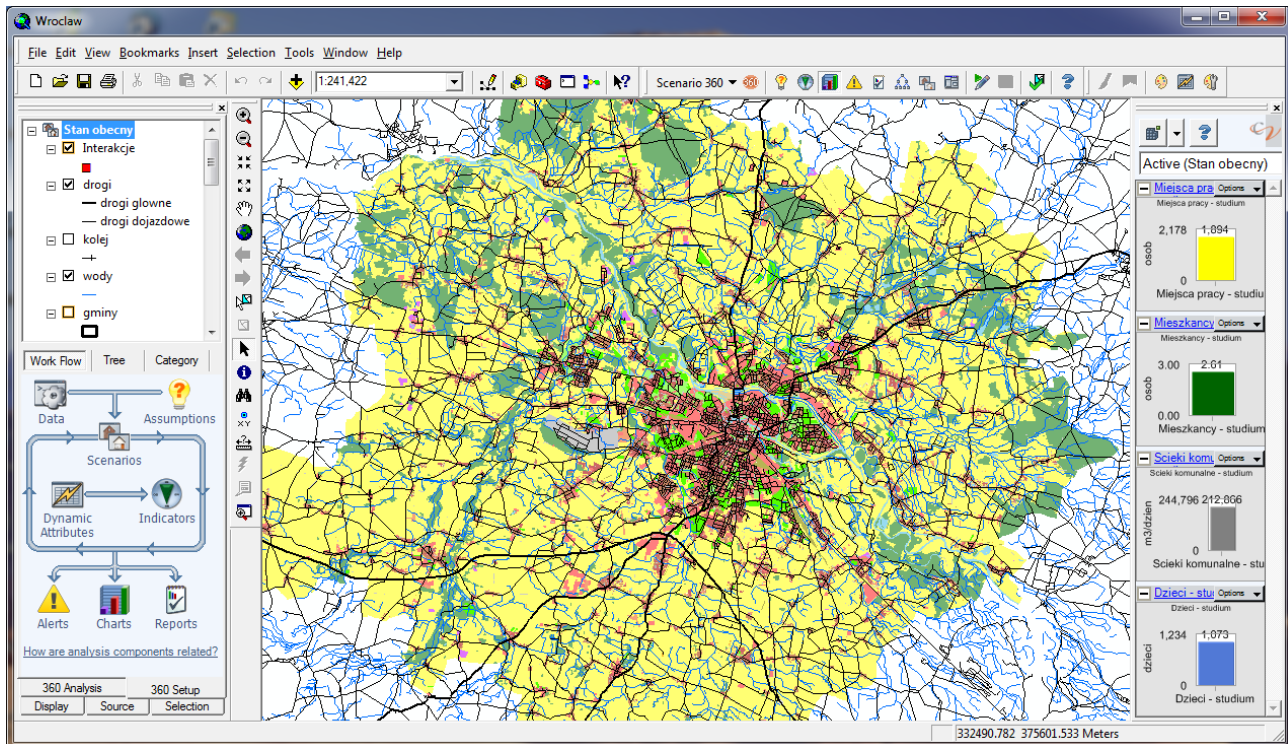 Wroclaw
File Edit View Bookmarks Insert Selection Tools Window Help
1:241,422
Scenario 360
Stan obecny
Interakcje
drogi
drogi glowne
drogi dojazdowe
kolej
wody
gminy
Work Flow Tree Category
Data
Assumptions
Scenarios
Dynamic Attributes
Indicators
Alerts
Charts
Reports
How are analysis components related?
360 Analysis 360 Setup
Display Source Selection
X Y
Active (Stan obecny)
Miejsca pra Options
Miejsca pracy - studium
2,178 1,894
osob
0
Miejsca pracy - studiu
Mieszkancy Options
Mieszkancy - studium
3.00 2.61
osob
0.00
Mieszkancy - studium
Scieki komu Options
Scieki komunalne - studium
244,796 212,866
m3/dzien
0
Scieki komunalne - stu
Dzieci - stu Options
Dzieci - studium
1,234 1,073
dzieci
0
Dzieci - studium
332490.782 375601.533 Meters